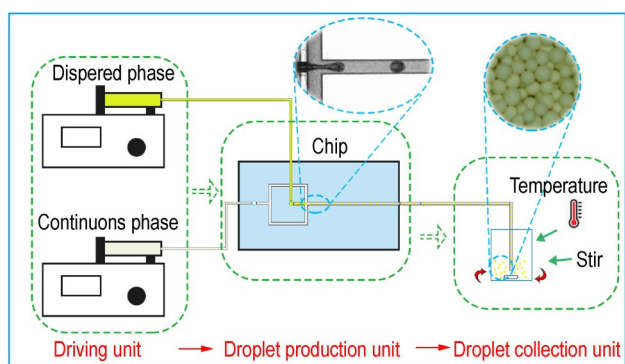 Dispered phase
Chip
Continuons phase
Temperature
Stir
Driving unit → Droplet production unit → Droplet collection unit